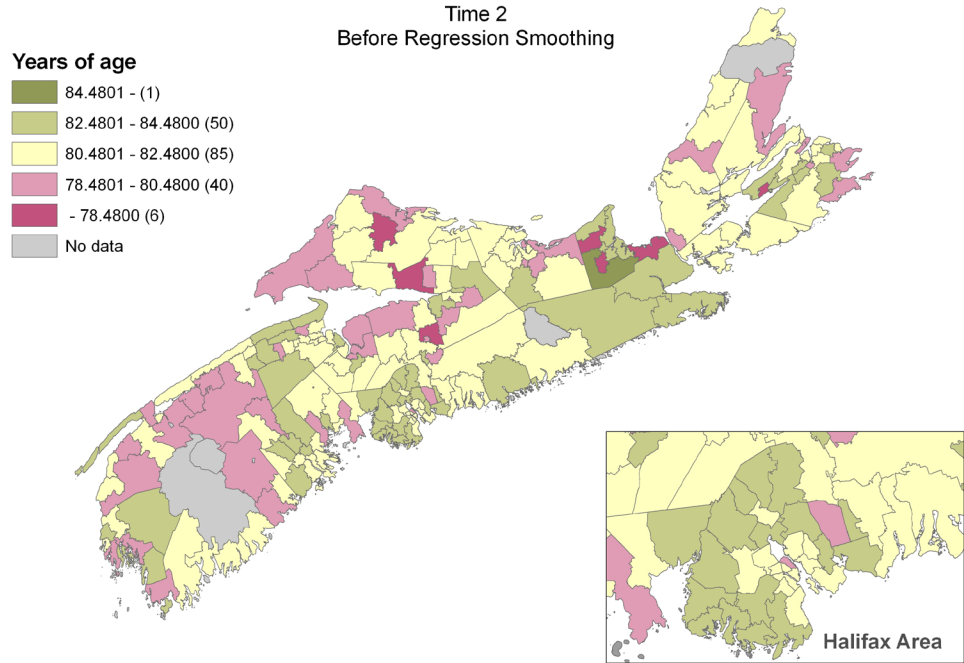 Time 2
Before Regression Smoothing
Years of age
84.4801 - (1)
82.4801 - 84.4800 (50)
80.4801 - 82.4800 (85)
78.4801 - 80.4800 (40)
- 78.4800 (6)
No data
Halifax Area